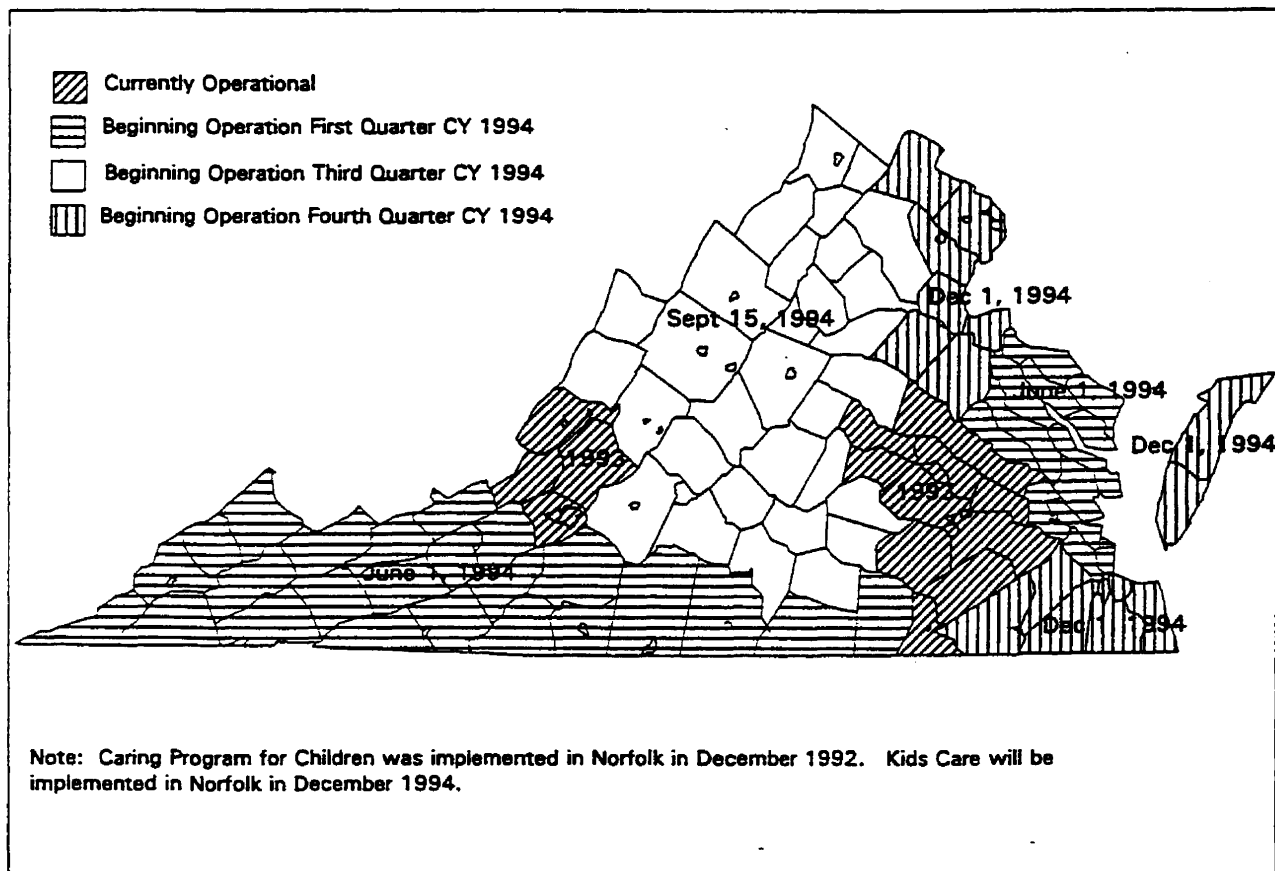 Currently Operational
Beginning Operation First Quarter CY 1994
Beginning Operation Third Quarter CY 1994
Beginning Operation Fourth Quarter CY 1994
Dec 1, 1994
Sept 15, 1994
June 1, 1994
Dec 1, 1994
1993
1993
June 1, 1994
Dec 1, 1994
Note: Caring Program for Children was implemented in Norfolk in December 1992. Kids Care will be
implemented in Norfolk in December 1994.